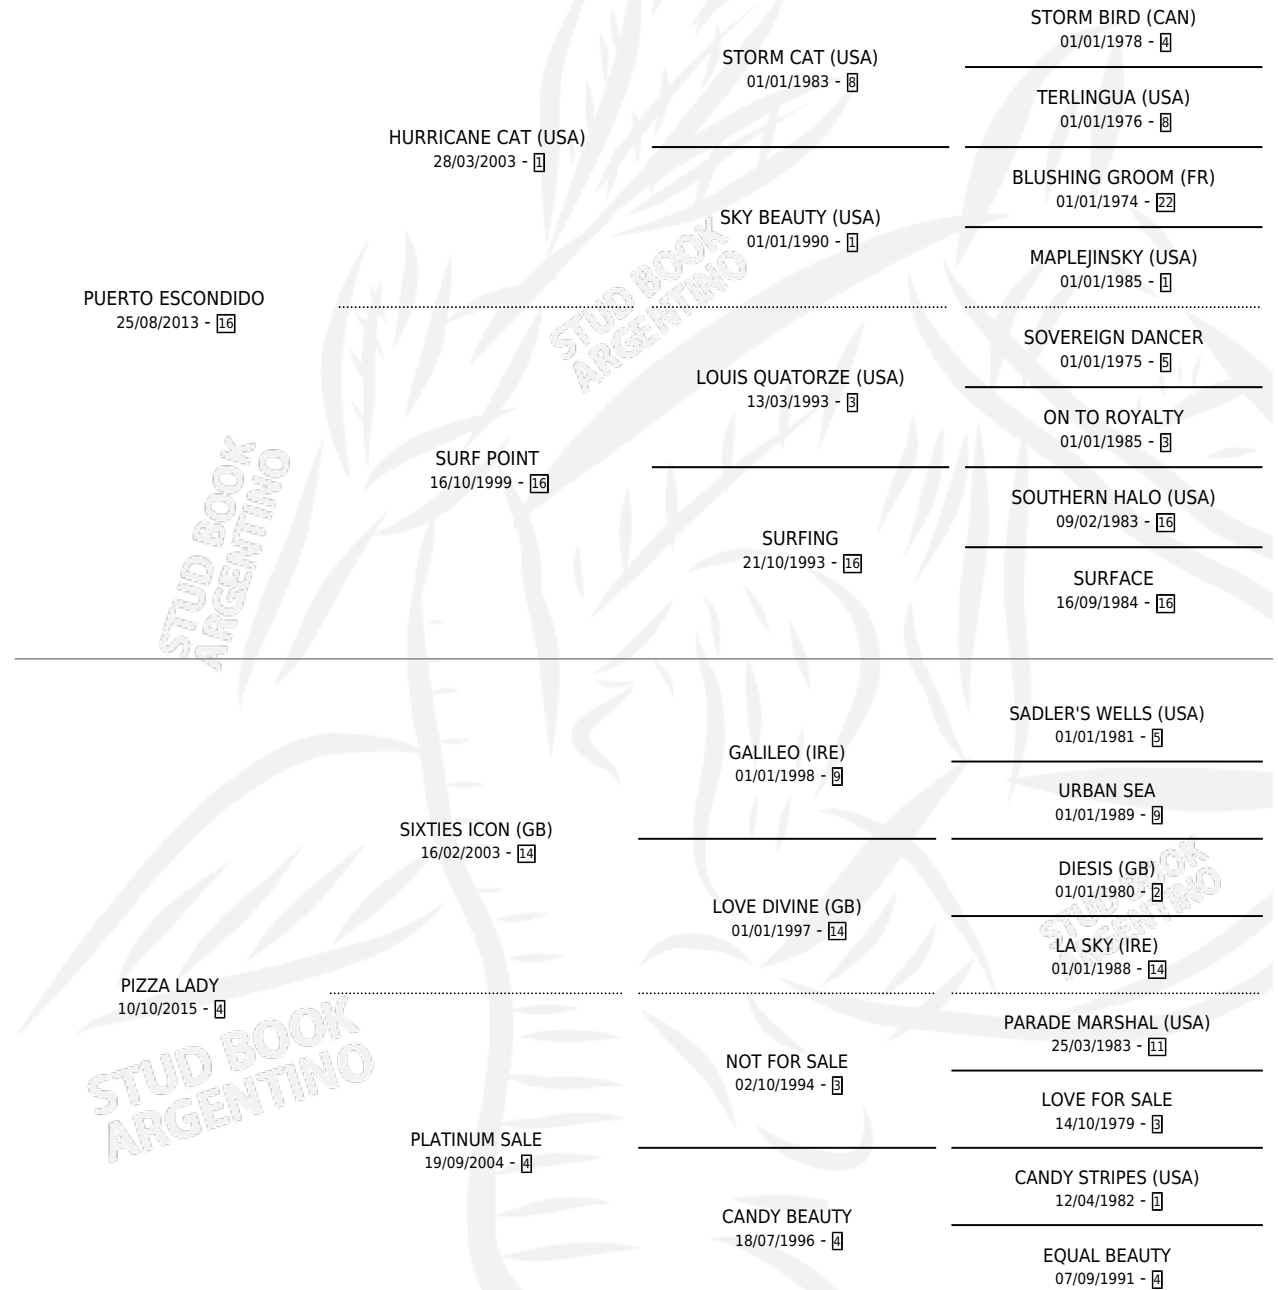 STORM BIRD (CAN)
01/01/1978 - 4
STORM CAT (USA)
01/01/1983 - 8
TERLINGUA (USA)
01/01/1976 - 8
HURRICANE CAT (USA)
28/03/2003 - 1
BLUSHING GROOM (FR)
01/01/1974 - 22
SKY BEAUTY (USA)
01/01/1990 - 1
MAPLEJINSKY (USA)
01/01/1985 - 1
PUERTO ESCONDIDO
25/08/2013 - 16
STUD BOOK
ARGENTINO
SOVEREIGN DANCER
01/01/1975 - 5
LOUIS QUATORZE (USA)
13/03/1993 - 3
ON TO ROYALTY
01/01/1985 - 3
SURF POINT
16/10/1999 - 16
SOUTHERN HALO (USA)
09/02/1983 - 16
SURFING
21/10/1993 - 16
SURFACE
16/09/1984 - 16
STUD BOOK
ARGENTINO
SADLER'S WELLS (USA)
01/01/1981 - 5
GALILEO (IRE)
01/01/1998 - 9
URBAN SEA
01/01/1989 - 9
SIXTIES ICON (GB)
16/02/2003 - 14
DIESIS (GB)
01/01/1980 - 2
LOVE DIVINE (GB)
01/01/1997 - 14
STUD BOOK
ARGENTINO
LA SKY (IRE)
01/01/1988 - 14
PIZZA LADY
10/10/2015 - 4
STUD BOOK
ARGENTINO
PARADE MARSHAL (USA)
25/03/1983 - 11
NOT FOR SALE
02/10/1994 - 3
LOVE FOR SALE
14/10/1979 - 3
PLATINUM SALE
19/09/2004 - 4
CANDY STRIPES (USA)
12/04/1982 - 1
CANDY BEAUTY
18/07/1996 - 4
EQUAL BEAUTY
07/09/1991 - 4